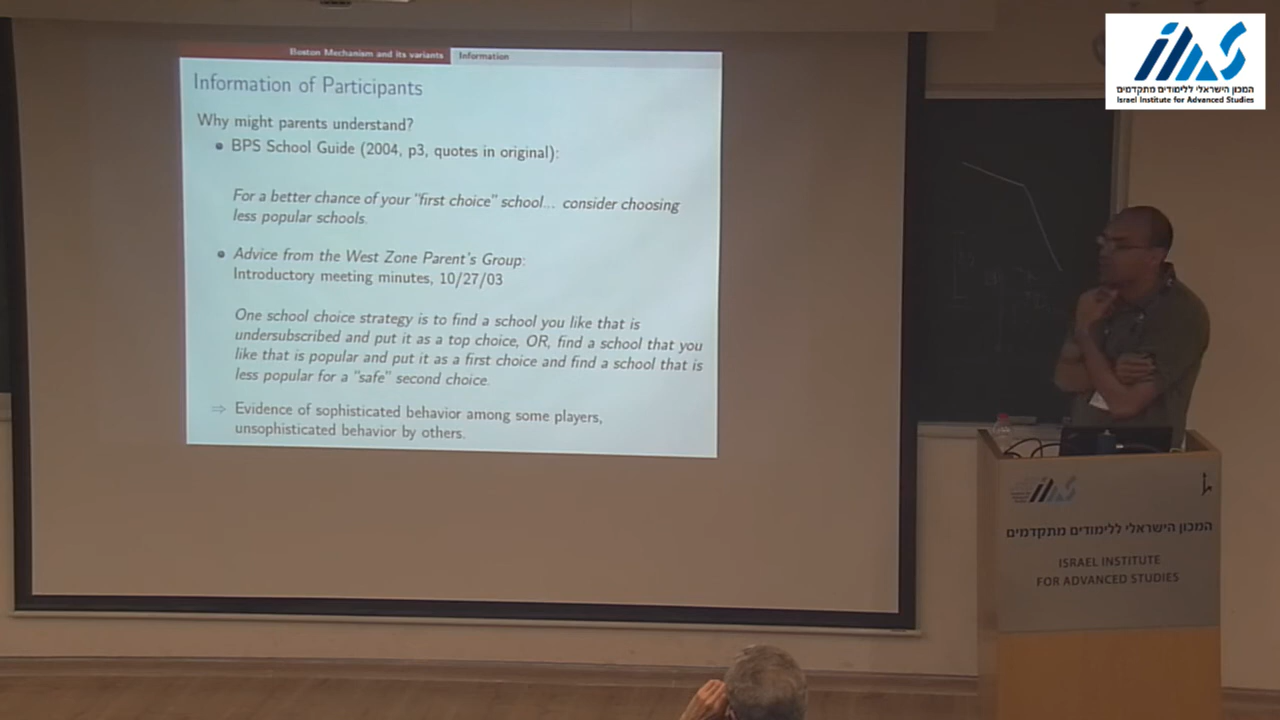 Boston Mechanism and its variants
Information
Information of Participants
Why might parents understand?
BPS School Guide (2004, p3, quotes in original):
For a better chance of your "first choice" school... consider choosing
less popular schools.
Advice from the West Zone Parent's Group:
Introductory meeting minutes, 10/27/03
One school choice strategy is to find a school you like that is
undersubscribed and put it as a top choice, OR, find a school that you
like that is popular and put it as a first choice and find a school that is
less popular for a "safe" second choice.
⇒ Evidence of sophisticated behavior among some players,
unsophisticated behavior by others.
המכון הישראלי ללימודים מתקדמים
Israel Institute for Advanced Studies
המכון הישראלי ללימודים מתקדמים
ISRAEL INSTITUTE
FOR ADVANCED STUDIES